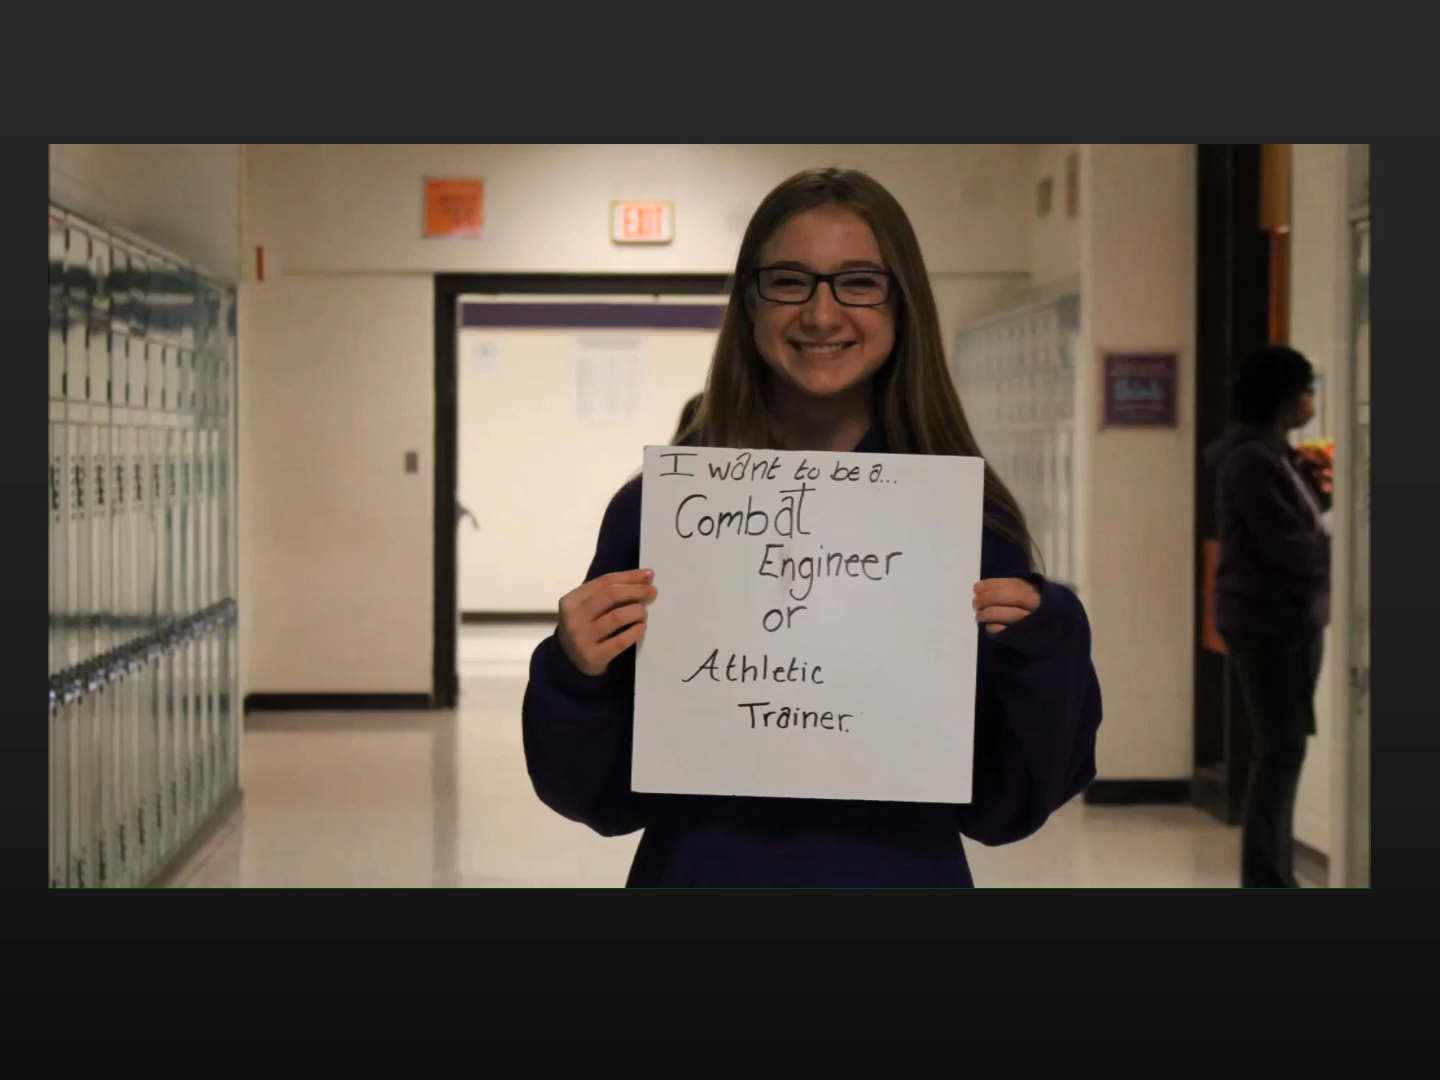 EXIT
I want to be a...
Combat
Engineer
or
Athletic
Trainer.